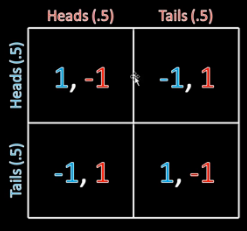 Heads (.5) Tails (.5)
Heads (.5)
1, -1 -1, 1
Tails (.5)
-1, 1 1, -1